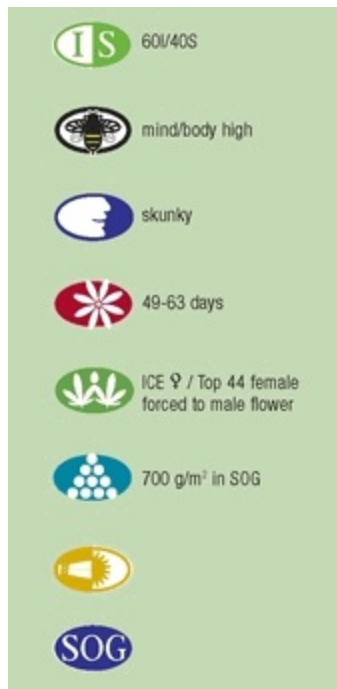 IS 60I/40S
mind/body high
skunky
49-63 days
ICE ♀ / Top 44 female
forced to male flower
700 g/m² in SOG
SOG